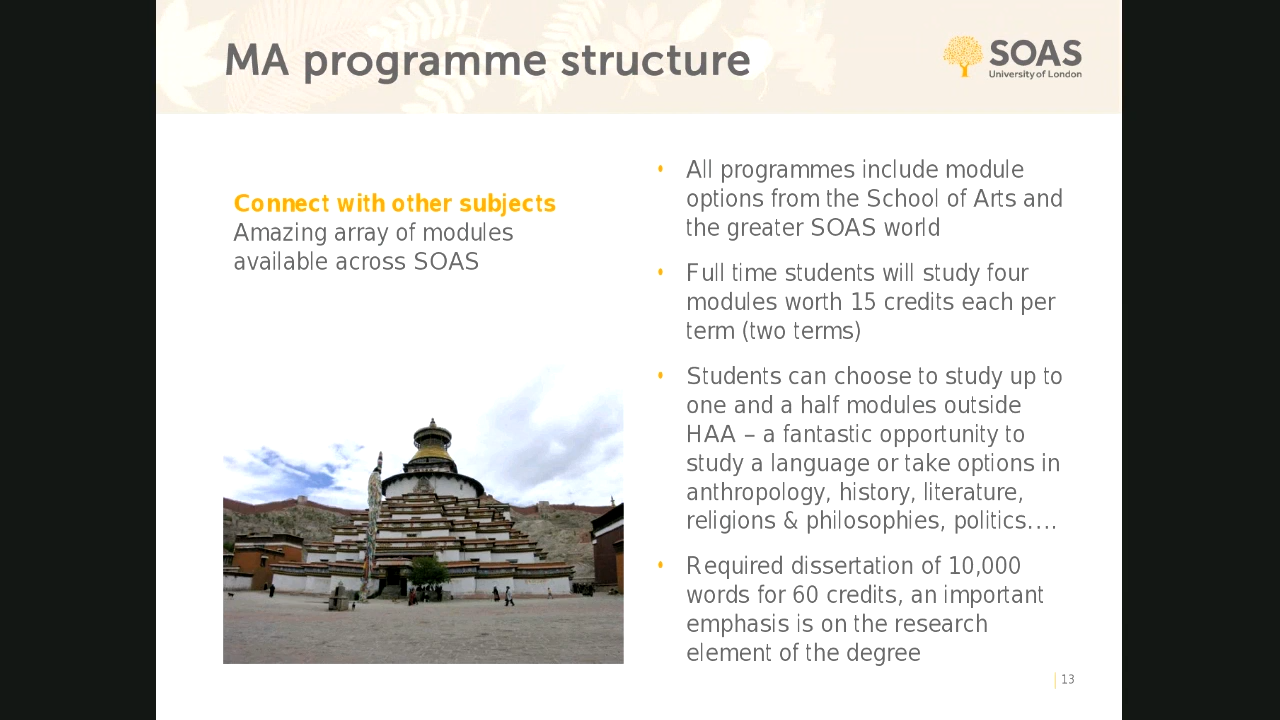 MA programme structure
SOAS
University of London
Connect with other subjects
Amazing array of modules
available across SOAS
• All programmes include module
options from the School of Arts and
the greater SOAS world
• Full time students will study four
modules worth 15 credits each per
term (two terms)
• Students can choose to study up to
one and a half modules outside
HAA – a fantastic opportunity to
study a language or take options in
anthropology, history, literature,
religions & philosophies, politics….
• Required dissertation of 10,000
words for 60 credits, an important
emphasis is on the research
element of the degree
13